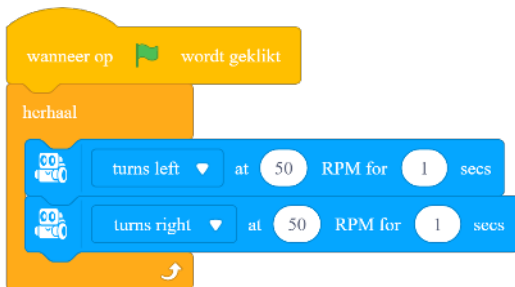 wanneer op wordt geklikt
herhaal
turns left at 50 RPM for 1 secs
turns right at 50 RPM for 1 secs